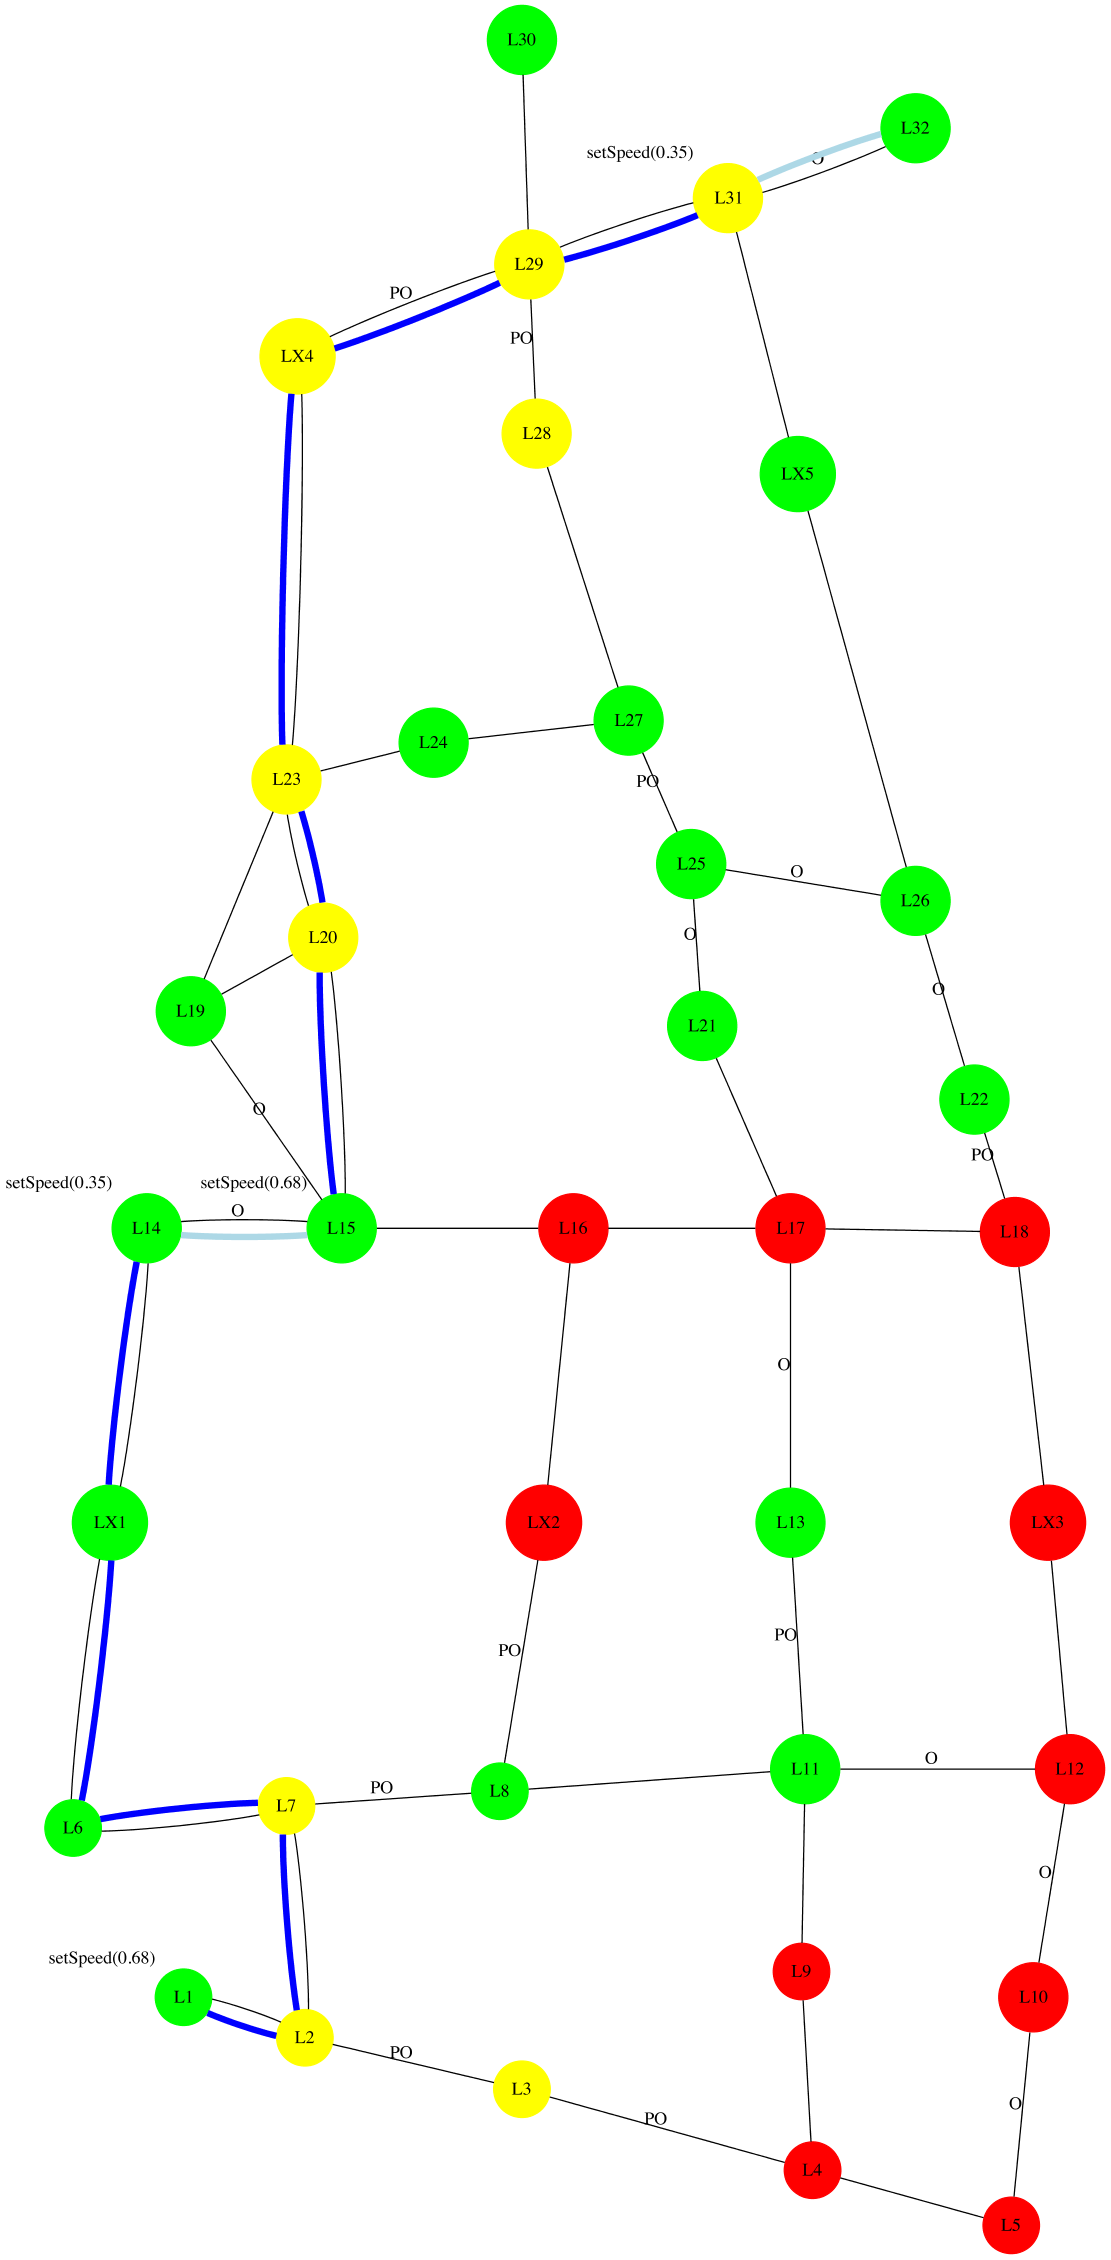 L30
L32
O
setSpeed(0.35)
L31
L29
PO
PO
LX4
L28
LX5
L27
L24
L23
PO
L25
O
L26
O
L20
O
L19
L21
L22
O
PO
setSpeed(0.35)
setSpeed(0.68)
O
L14
L15
L16
L17
L18
O
LX1
LX2
L13
LX3
PO
PO
O
L11
L12
PO
L8
L7
L6
O
setSpeed(0.68)
L9
L1
L10
L2
PO
L3
O
PO
L4
L5